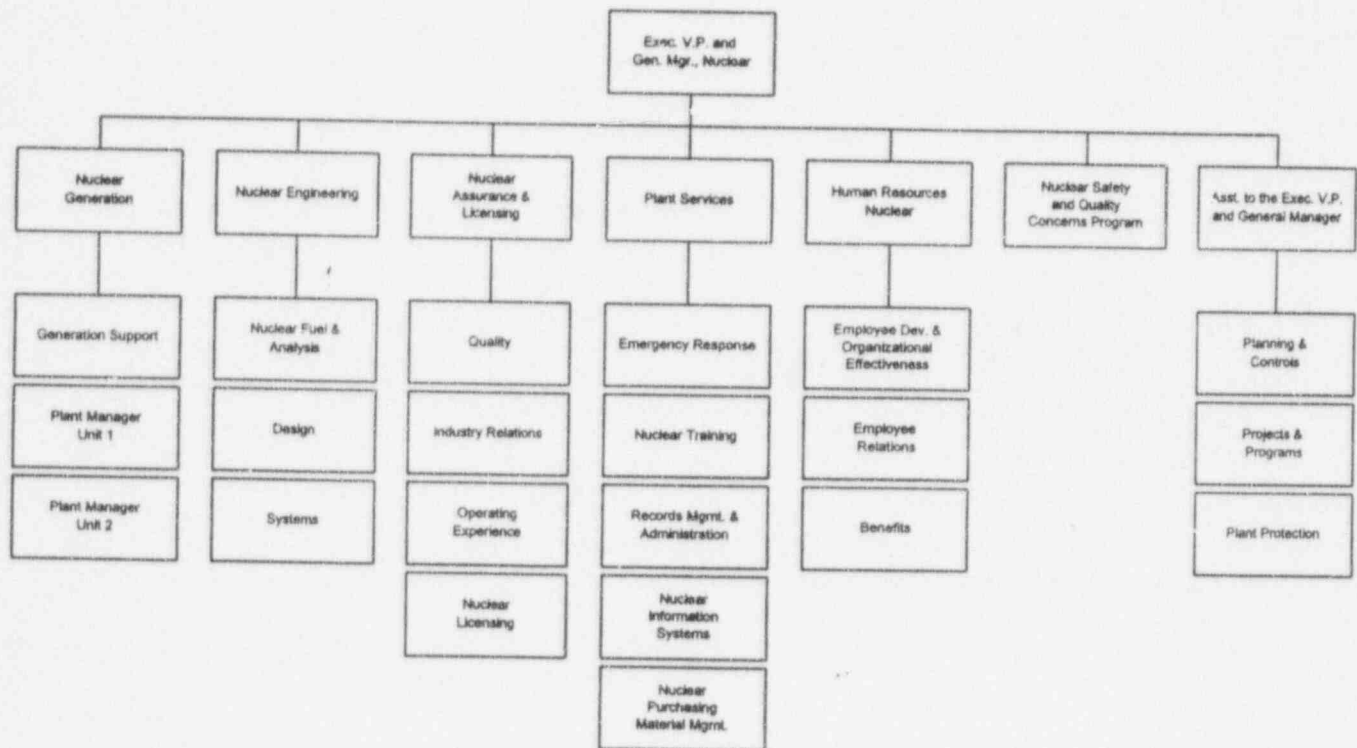 Exec. V.P. and
Gen. Mgr., Nuclear
Nuclear
Generation
Nuclear Engineering
Nuclear
Assurance &
Licensing
Plant Services
Human Resources
Nuclear
Nuclear Safety
and Quality
Concerns Program
Asst. to the Exec. V.P.
and General Manager
Generation Support
Plant Manager
Unit 1
Plant Manager
Unit 2
Nuclear Fuel &
Analysis
Design
Systems
Quality
Industry Relations
Operating
Experience
Nuclear
Licensing
Emergency Response
Nuclear Training
Records Mgmt. &
Administration
Nuclear
Information
Systems
Nuclear
Purchasing
Material Mgmt.
Employee Dev. &
Organizational
Effectiveness
Employee
Relations
Benefits
Planning &
Controls
Projects &
Programs
Plant Protection